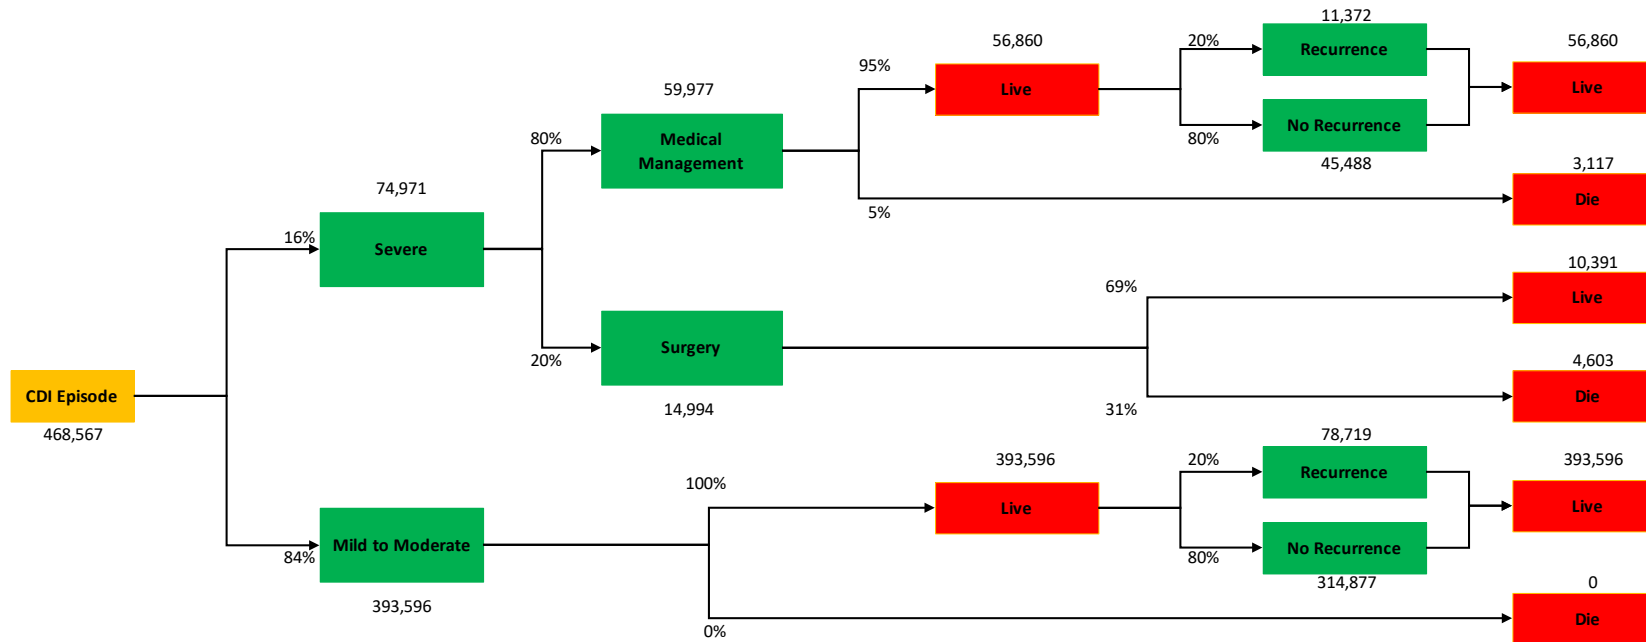 11,372
56,860
20%
Recurrence
56,860
95%
Live
Live
59,977
No Recurrence
80%
Medical
Management
80%
45,488
3,117
74,971
5%
Die
16%
Severe
10,391
69%
Live
Surgery
20%
4,603
CDI Episode
14,994
31%
Die
468,567
78,719
393,596
20%
393,596
Recurrence
100%
Live
Live
Mild to Moderate
No Recurrence
84%
80%
314,877
0
393,596
0%
Die